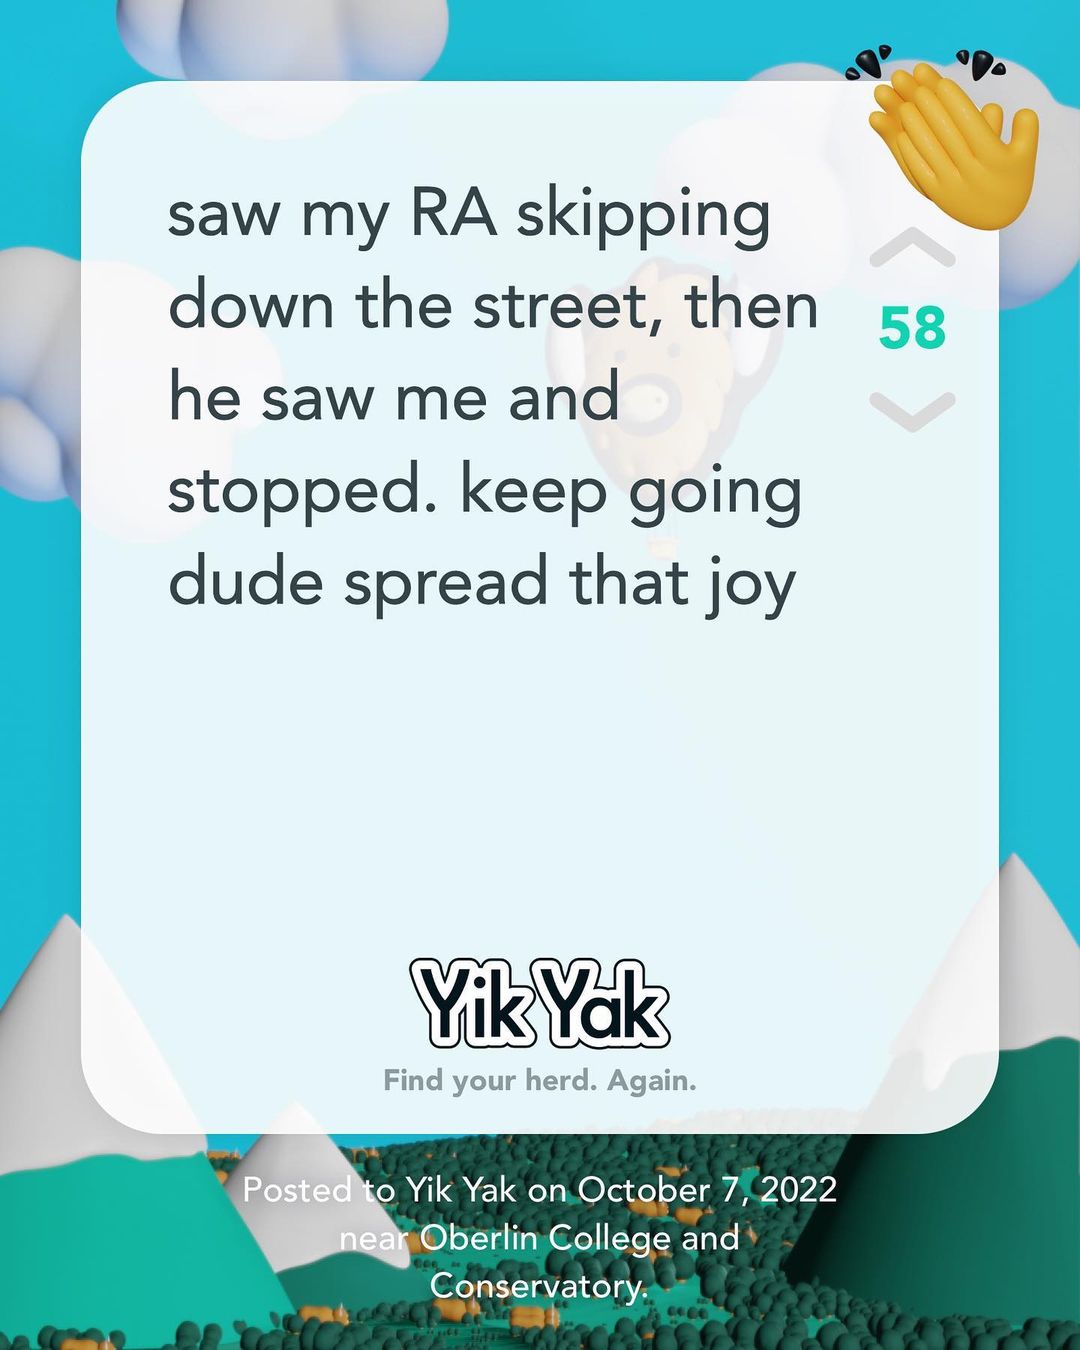 saw my RA skipping
down the street, then
he saw me and
stopped. keep going
dude spread that joy
58
Yik Yak
Find your herd. Again.
Posted to Yik Yak on October 7, 2022
near Oberlin College and
Conservatory.